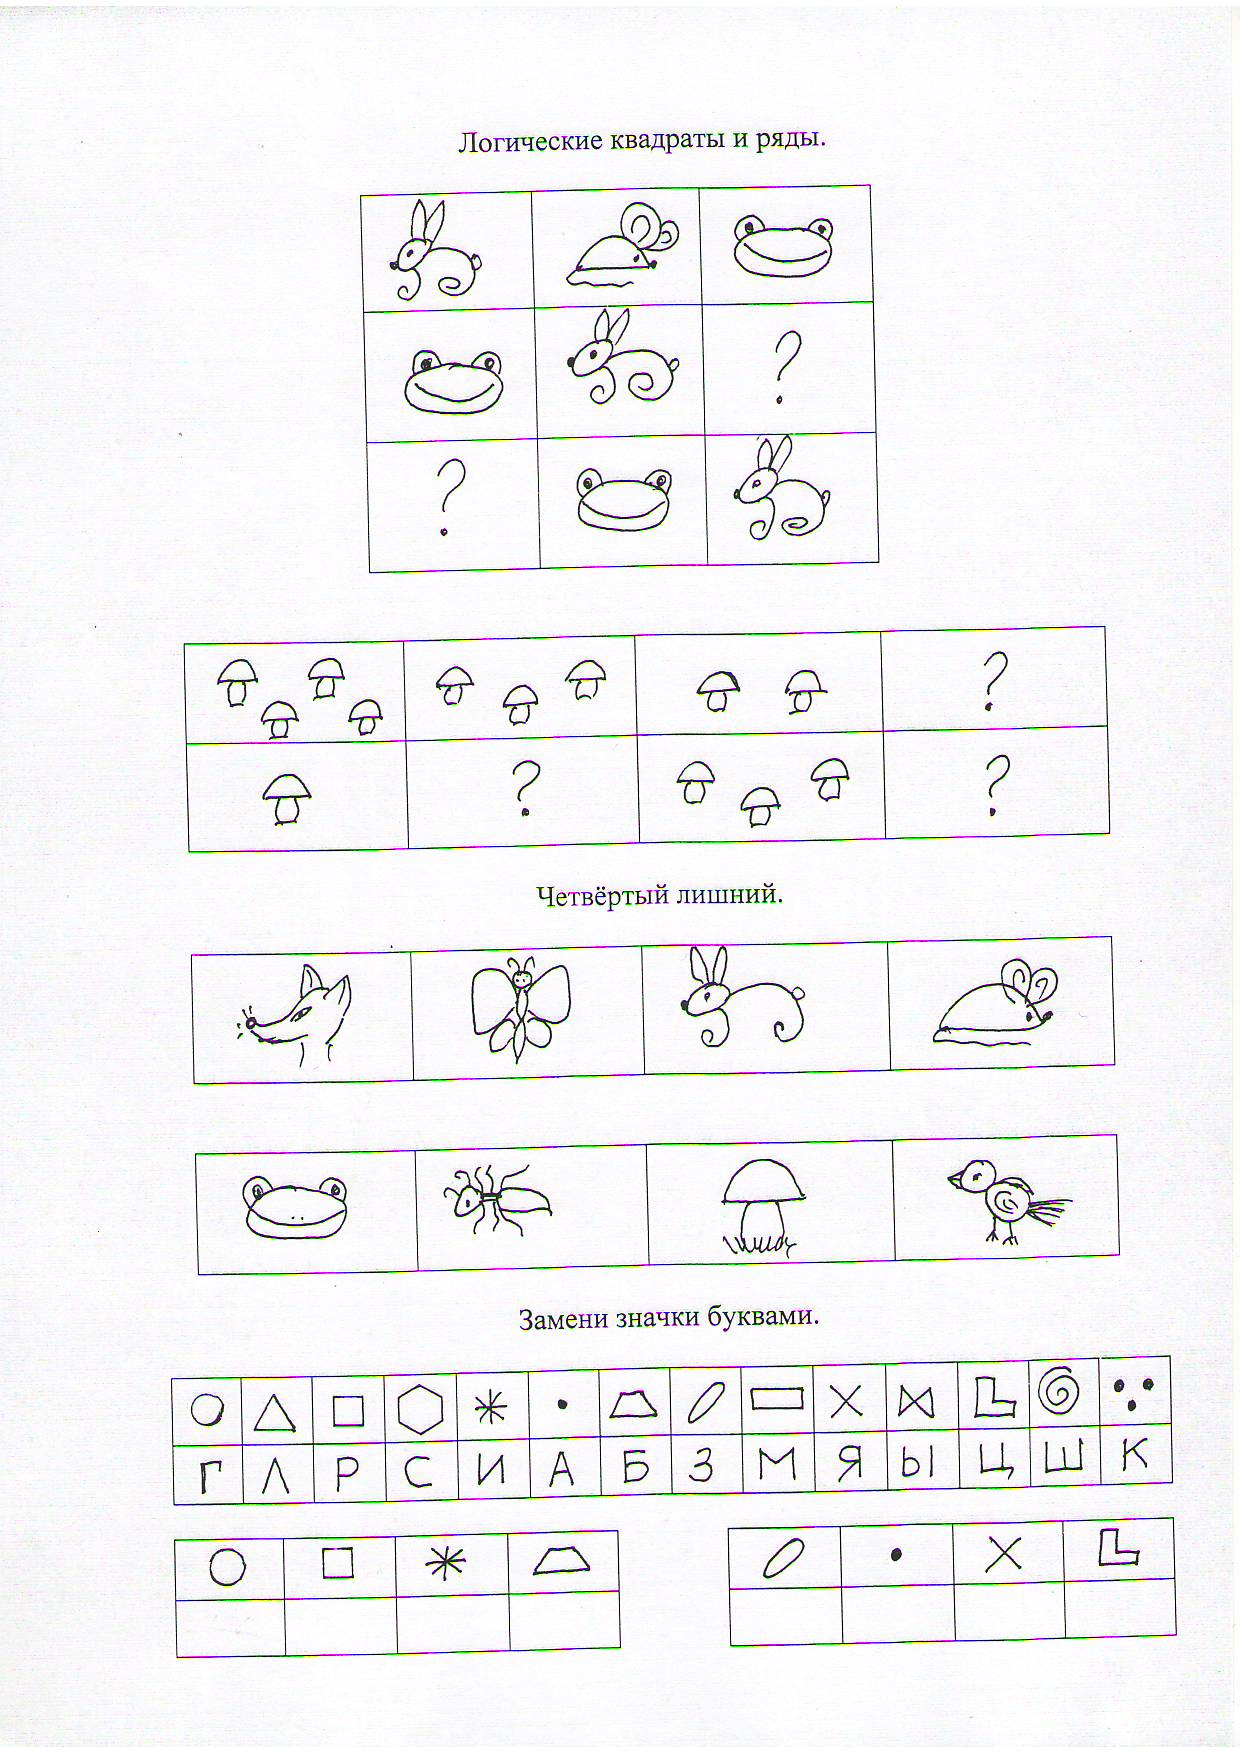 Логические квадраты и ряды.
?
?
?
? ?
Четвёртый лишний.
Замени значки буквами.
Г Л Р С И А Б З М Я Ы Ц Ш К